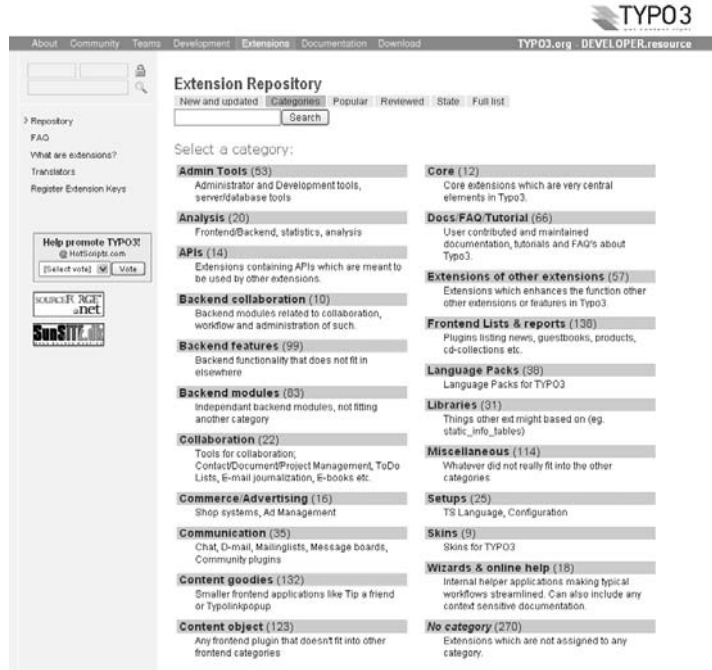 TYPO3
About Community Teams Development Extensions Documentation Download TYPO3.org - DEVELOPER.resource
Extension Repository
New and updated Categories Popular Reviewed State Full list
Search
Repository
FAQ
What are extensions?
Translators
Register Extension Keys
Help promote TYPO3!
@ HotScripts.com
[Select vote] Vote
SunSITE.dk
Select a category:
Admin Tools (53)
Administrator and Development tools,
server/database tools
Analysis (20)
Frontend/Backend, statistics, analysis
APIs (14)
Extensions containing APIs which are meant to
be used by other extensions.
Backend collaboration (10)
Backend modules related to collaboration,
workflow and administration of such.
Backend features (99)
Backend functionality that does not fit in
elsewhere
Backend modules (83)
Independant backend modules, not fitting
another category
Collaboration (22)
Tools for collaboration;
Contact/Document/Project Management, ToDo
Lists, E-mail journalization, E-books etc.
Commerce/Advertising (16)
Shop systems, Ad Management
Communication (35)
Chat, D-mail, Mailinglists, Message boards,
Community plugins
Content goodies (132)
Smaller frontend applications like Tip a friend
or Typolinkpopup
Content object (123)
Any frontend plugin that doesn't fit into other
frontend categories
Core (12)
Core extensions which are very central
elements in Typo3.
Docs/FAQ/Tutorial (66)
User contributed and maintained
documentation, tutorials and FAQ's about
Typo3.
Extensions of other extensions (57)
Extensions which enhances the function other
other extensions or features in Typo3.
Frontend Lists & reports (138)
Plugins listing news, guestbooks, products,
cd-collections etc.
Language Packs (38)
Language Packs for TYPO3
Libraries (31)
Things other ext might based on (eg.
static_info_tables)
Miscellaneous (114)
Whatever did not really fit into the other
categories
Setups (25)
TS Language, Configuration
Skins (9)
Skins for TYPO3
Wizards & online help (18)
Internal helper applications making typical
workflows streamlined. Can also include any
context sensitive documentation.
No category (270)
Extensions which are not assigned to any
category.